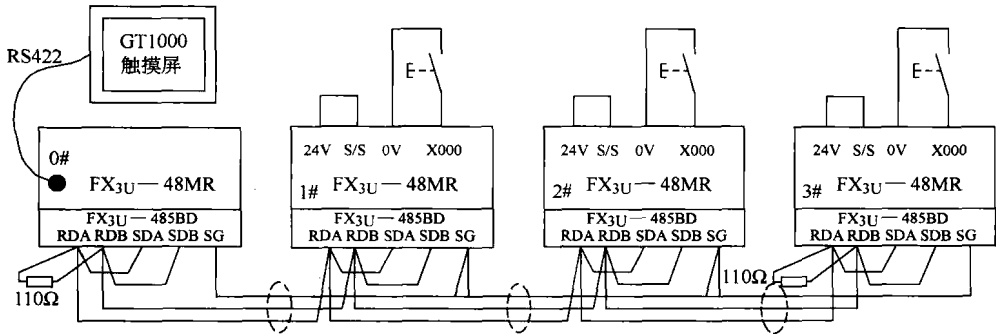 RS422
GT1000
触摸屏
0#
FX3U—48MR
FX3U—485BD
RDA RDB SDA SDB SG
110Ω
24V S/S 0V X000
1#
FX3U—48MR
FX3U—485BD
RDA RDB SDA SDB SG
24V S/S 0V X000
2#
FX3U—48MR
FX3U—485BD
RDA RDB SDA SDB SG
24V S/S 0V X000
3#
FX3U—48MR
FX3U—485BD
RDA RDB SDA SDB SG
110Ω